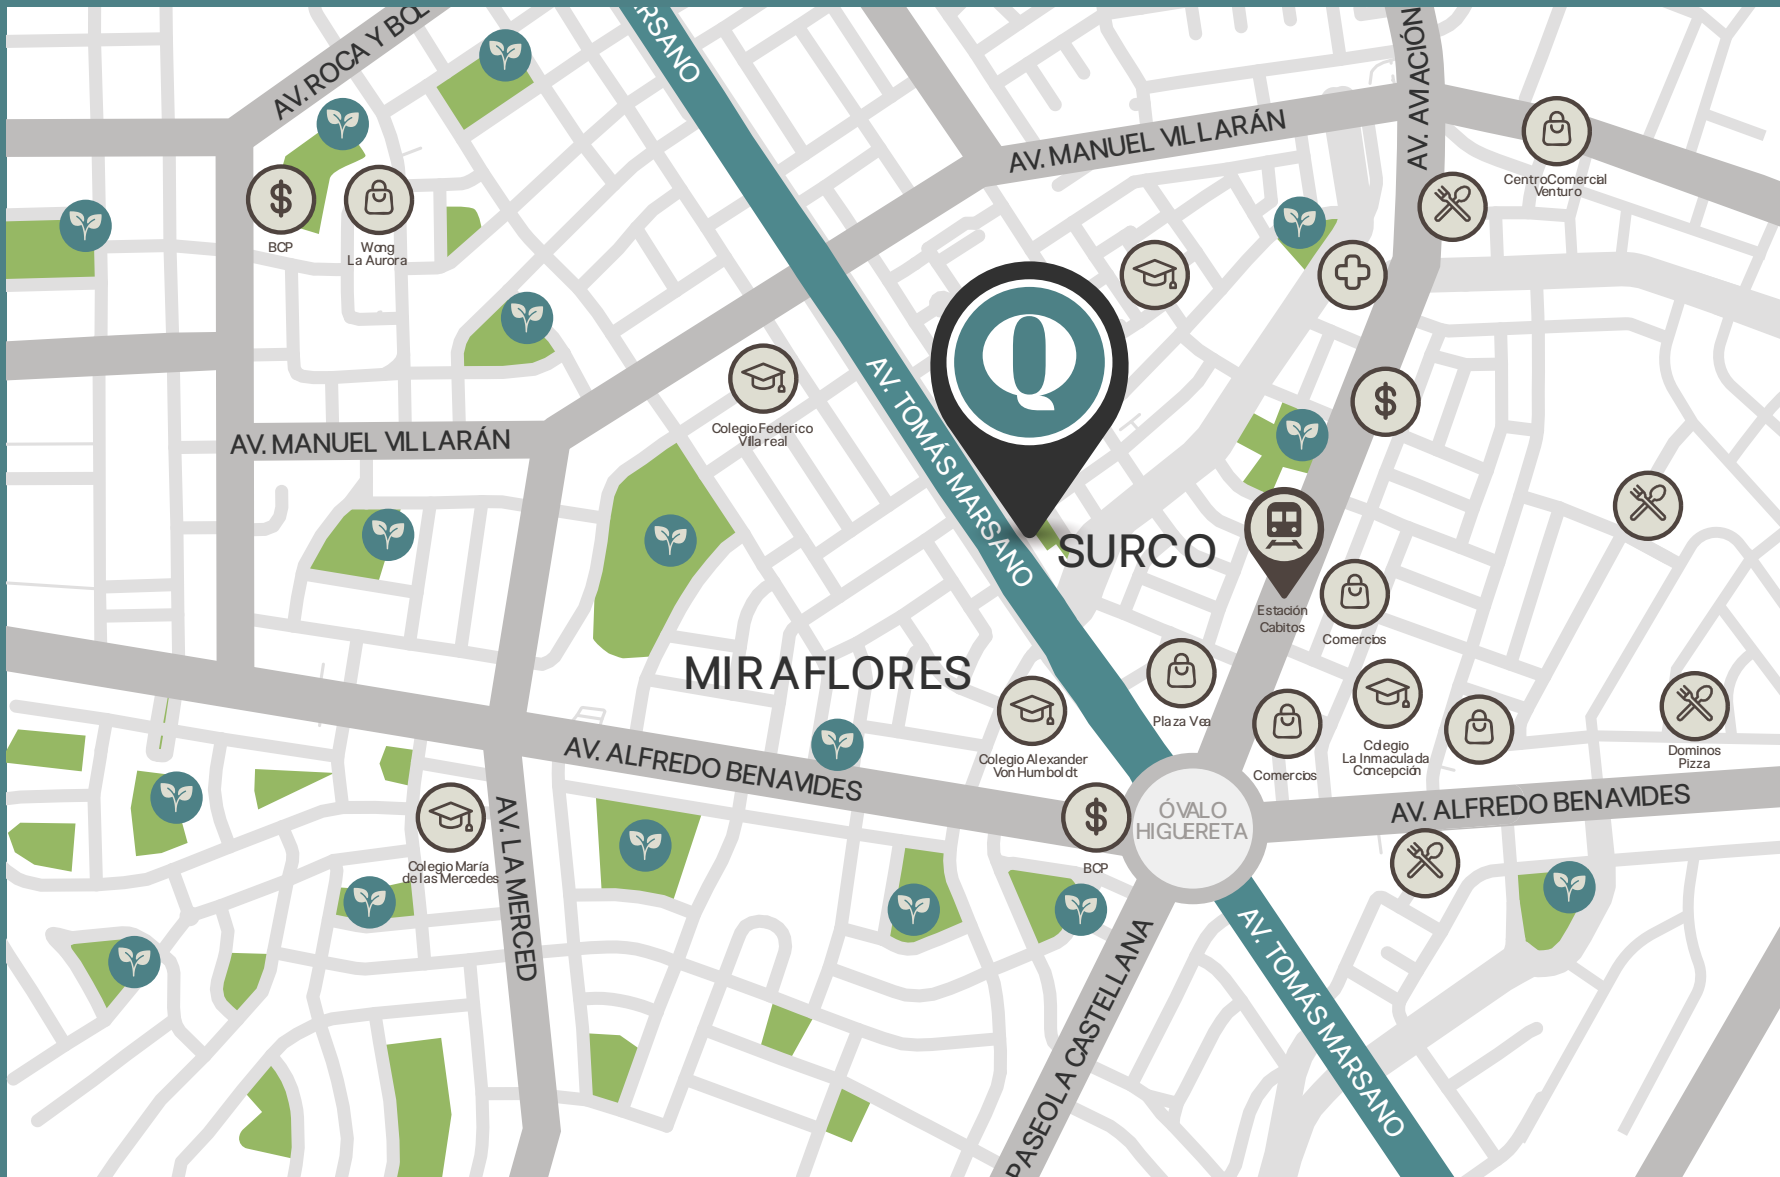 AV. ROCA Y BOL
RSANO
AV. AVIACIÓN
AV. MANUEL VILLARÁN
Centro Comercial
Venturo
$
BCP
Wong
La Aurora
Q
AV. TOMÁS MARSANO
Colegio Federico
Villa real
$
AV. MANUEL VILLARÁN
SURCO
Estación
Cabitos
Comercios
MIRAFLORES
Plaza Vea
Colegio Alexander
Von Humboldt
Comercios
Colegio
La Inmaculada
Concepción
Dominos
Pizza
AV. ALFREDO BENAVIDES
AV. ALFREDO BENAVIDES
ÓVALO
HIGUERETA
$
BCP
AV. LA MERCED
Colegio María
de las Mercedes
PASEO LA CASTELLANA
AV. TOMÁS MARSANO